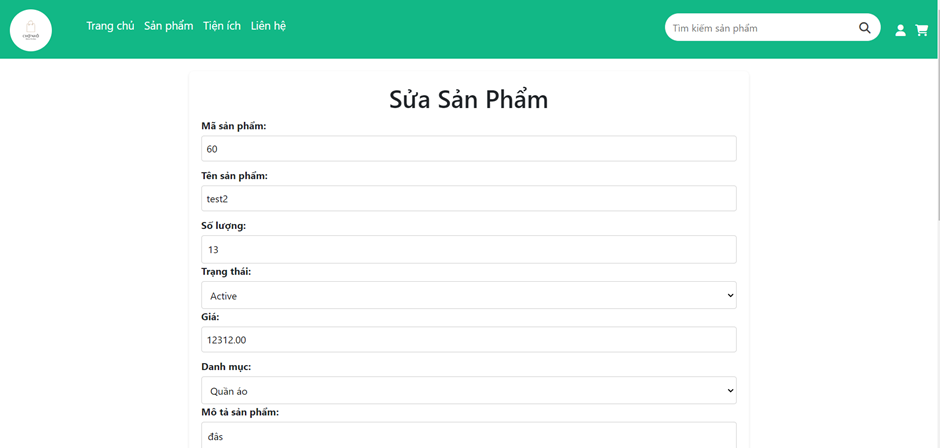 Trang chủ Sản phẩm Tiện ích Liên hệ
Tìm kiếm sản phẩm
Sửa Sản Phẩm
Mã sản phẩm:
60
Tên sản phẩm:
test2
Số lượng:
13
Trạng thái:
Active
Giá:
12312.00
Danh mục:
Quần áo
Mô tả sản phẩm:
đâs